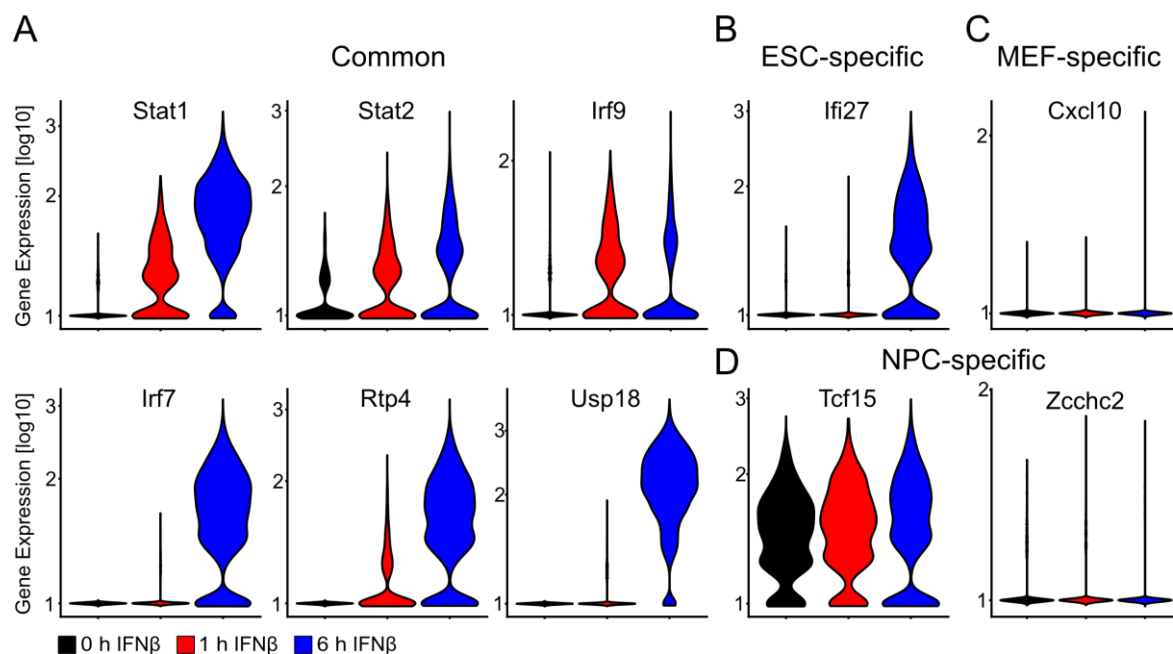 A
Common
B
ESC-specific
C
MEF-specific
Gene Expression [log10]
Stat1
3
2
1
Stat2
3
2
1
Irf9
2
1
Ifi27
3
2
1
Cxcl10
2
1
D
NPC-specific
Gene Expression [log10]
Irf7
3
2
1
Rtp4
3
2
1
Usp18
3
2
1
Tcf15
3
2
1
Zcchc2
2
1
0 h IFNβ 1 h IFNβ 6 h IFNβ